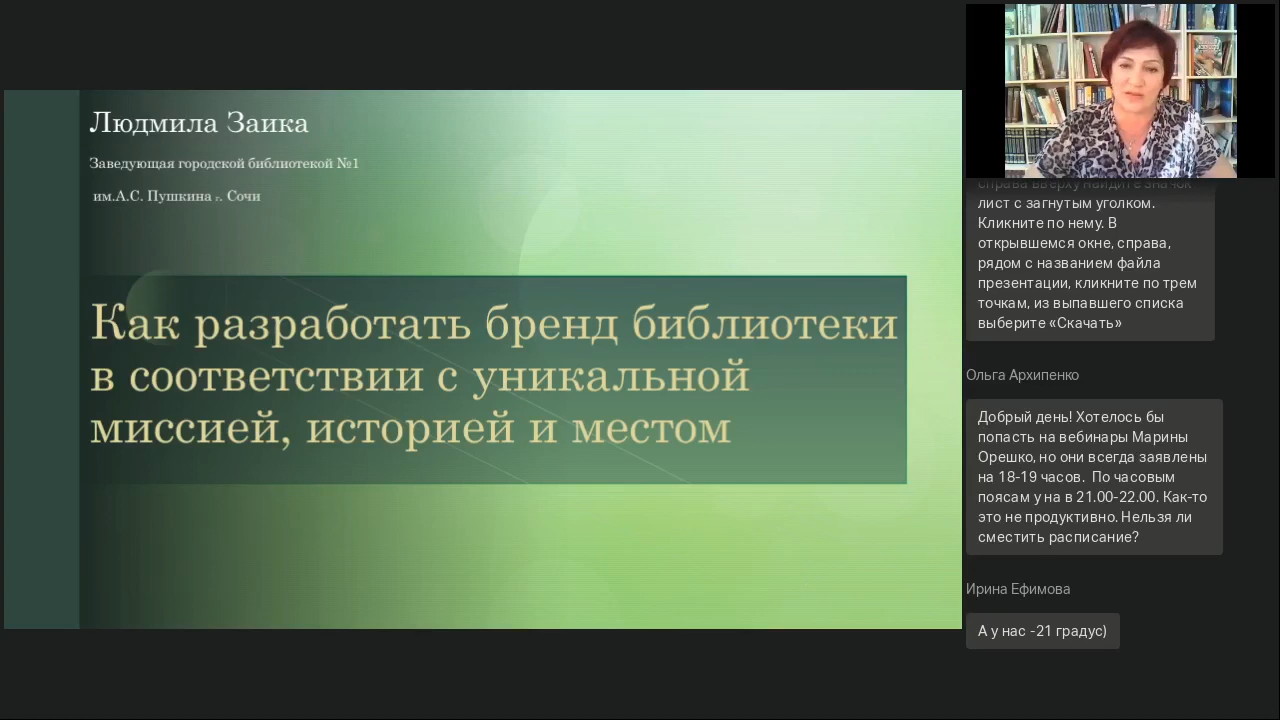 Людмила Заика
Заведующая городской библиотекой №1
им.А.С. Пушкина г. Сочи
Как разработать бренд библиотеки
в соответствии с уникальной
миссией, историей и местом
справа вверху найдите значок
лист с загнутым уголком.
Кликните по нему. В
открывшемся окне, справа,
рядом с названием файла
презентации, кликните по трем
точкам, из выпавшего списка
выберите «Скачать»
Ольга Архипенко
Добрый день! Хотелось бы
попасть на вебинары Марины
Орешко, но они всегда заявлены
на 18-19 часов. По часовым
поясам у на в 21.00-22.00. Как-то
это не продуктивно. Нельзя ли
сместить расписание?
Ирина Ефимова
А у нас -21 градус)